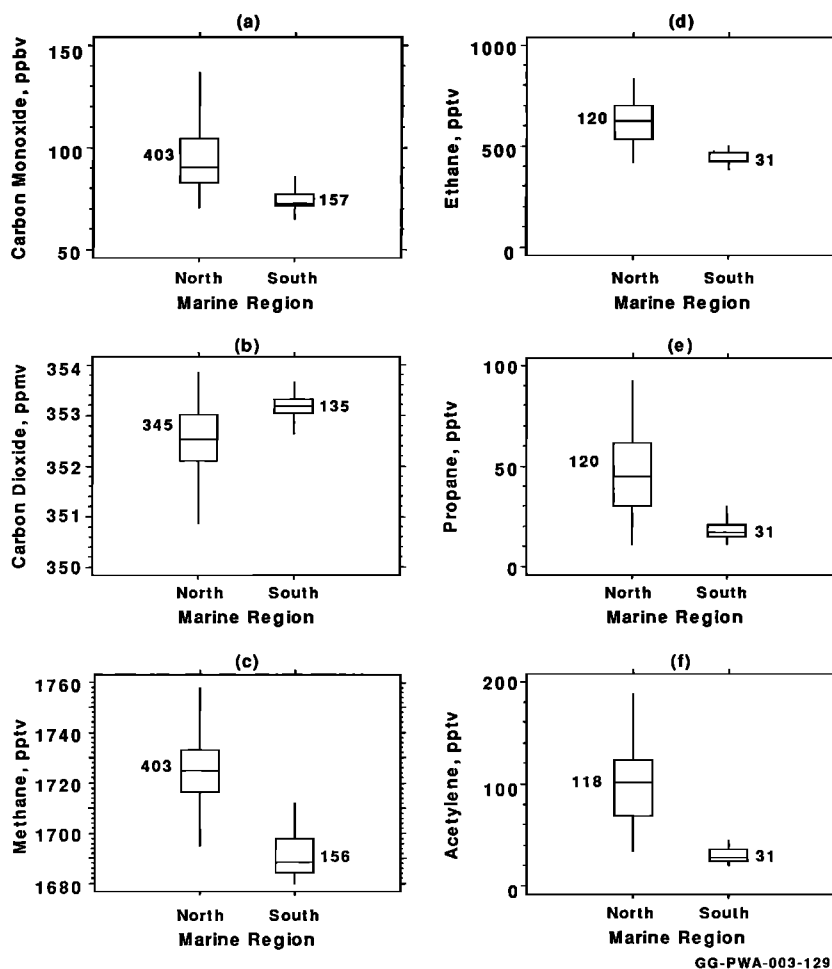 (a)
Carbon Monoxide, ppbv
150
100
50
403
157
North South
Marine Region
(b)
Carbon Dioxide, ppmv
354
353
352
351
350
345
135
North South
Marine Region
(c)
Methane, pptv
1760
1740
1720
1700
1680
403
156
North South
Marine Region
(d)
Ethane, pptv
1000
500
0
120
31
North South
Marine Region
(e)
Propane, pptv
100
50
0
120
31
North South
Marine Region
(f)
Acetylene, pptv
200
100
0
118
31
North South
Marine Region
GG-PWA-003-129